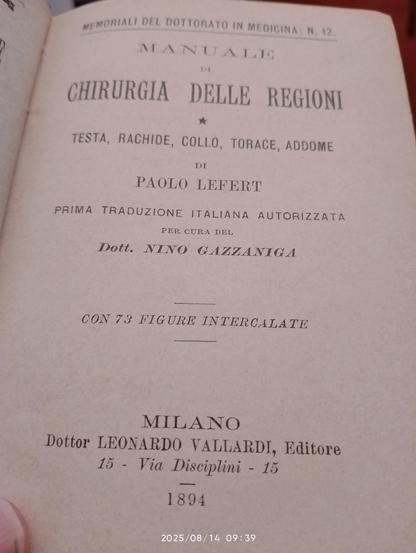 MEMORIALI DEL DOTTORATO IN MEDICINA: N. 12.
MANUALE
DI
CHIRURGIA DELLE REGIONI
★
TESTA, RACHIDE, COLLO, TORACE, ADDOME
DI
PAOLO LEFERT
PRIMA TRADUZIONE ITALIANA AUTORIZZATA
PER CURA DEL
Dott. NINO GAZZANIGA
CON 73 FIGURE INTERCALATE
MILANO
Dottor LEONARDO VALLARDI, Editore
15 - Via Disciplini - 15
1894
2025/08/14 09:39